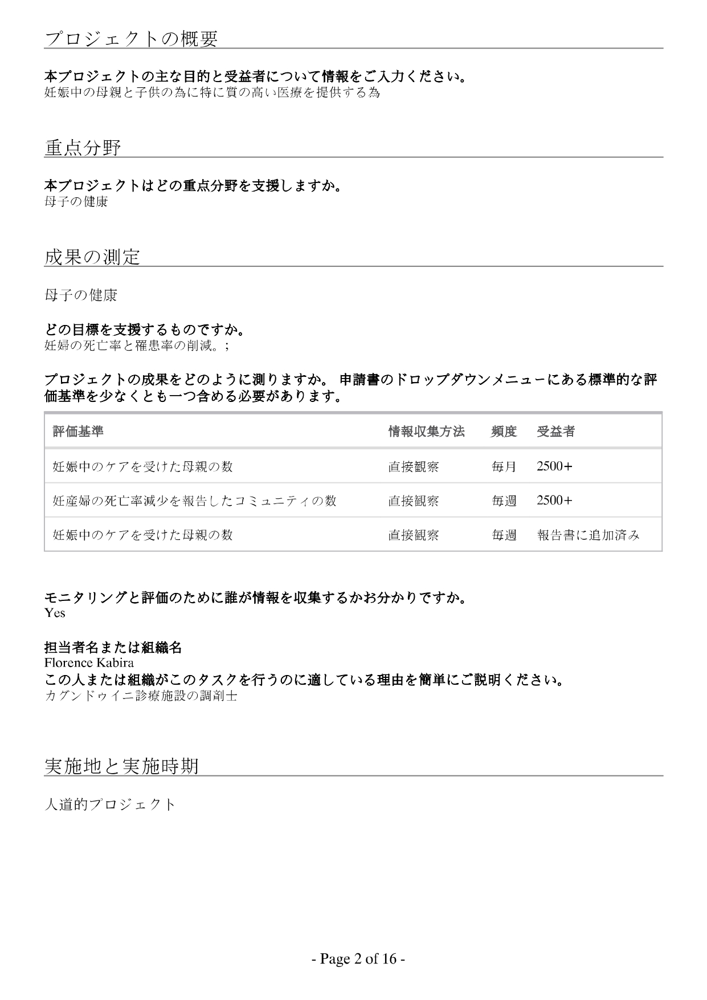 プロジェクトの概要
本プロジェクトの主な目的と受益者について情報をご入力ください。
妊娠中の母親と子供の為に特に質の高い医療を提供する為
重点分野
本プロジェクトはどの重点分野を支援しますか。
母子の健康
成果の測定
母子の健康
どの目標を支援するものですか。
妊婦の死亡率と罹患率の削減。;
プロジェクトの成果をどのように測りますか。 申請書のドロップダウンメニューにある標準的な評
価基準を少なくとも一つ含める必要があります。
評価基準 情報収集方法 頻度 受益者
妊娠中のケアを受けた母親の数 直接観察 毎月 2500+
妊産婦の死亡率減少を報告したコミュニティの数 直接観察 毎週 2500+
妊娠中のケアを受けた母親の数 直接観察 毎週 報告書に追加済み
モニタリングと評価のために誰が情報を収集するかお分かりですか。
Yes
担当者名または組織名
Florence Kabira
この人または組織がこのタスクを行うのに適している理由を簡単にご説明ください。
カグンドゥイニ診療施設の調剤士
実施地と実施時期
人道的プロジェクト
- Page 2 of 16 -